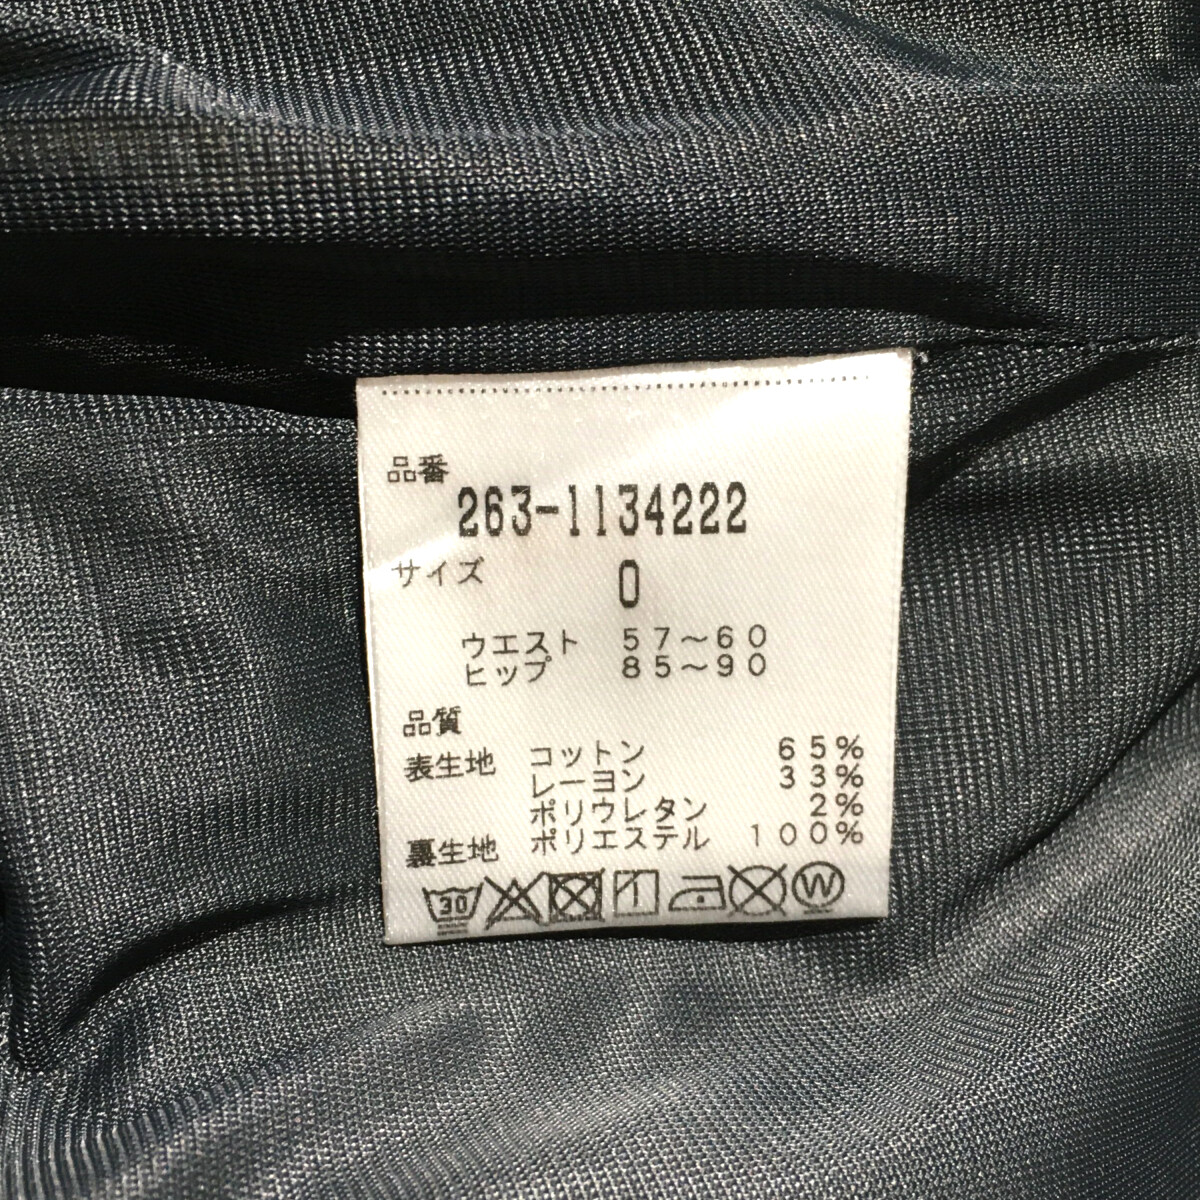 品番
263-1134222
サイズ 0
ウエスト 57～60
ヒップ 85～90
品質
表生地 コットン 65%
レーヨン 33%
ポリウレタン 2%
裏生地 ポリエステル 100%
30 W